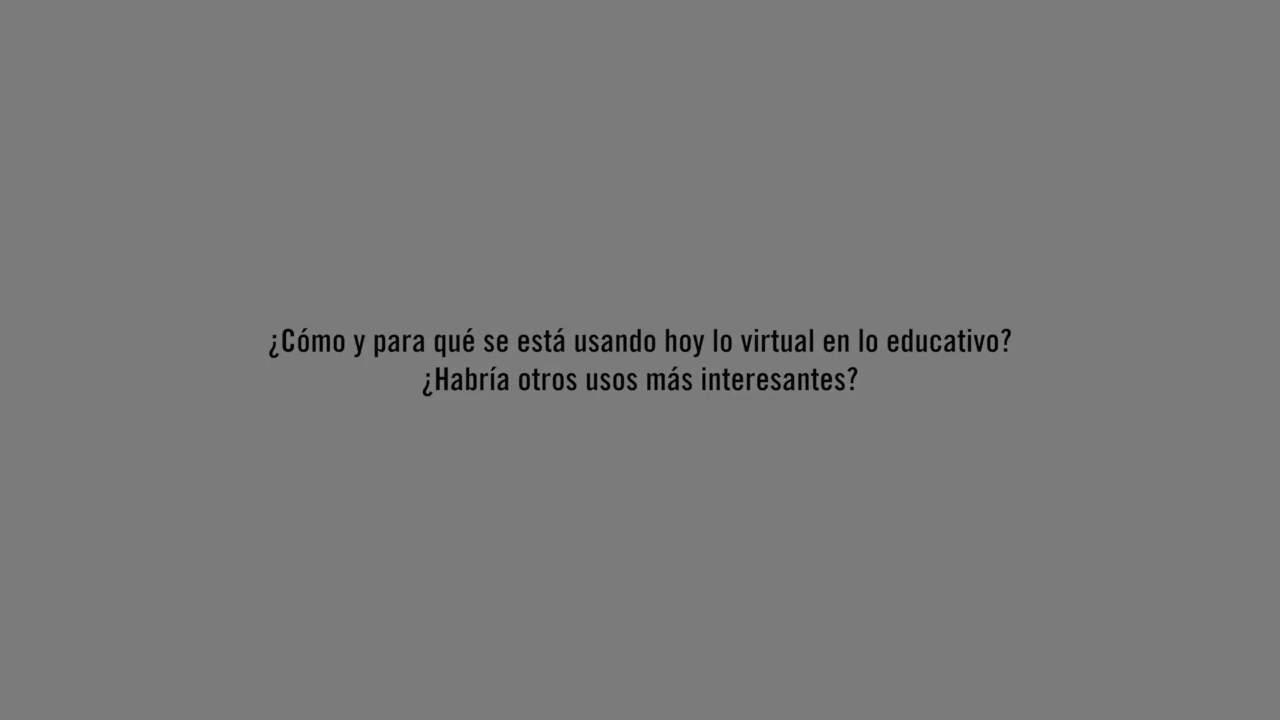 ¿Cómo y para qué se está usando hoy lo virtual en lo educativo?
¿Habría otros usos más interesantes?